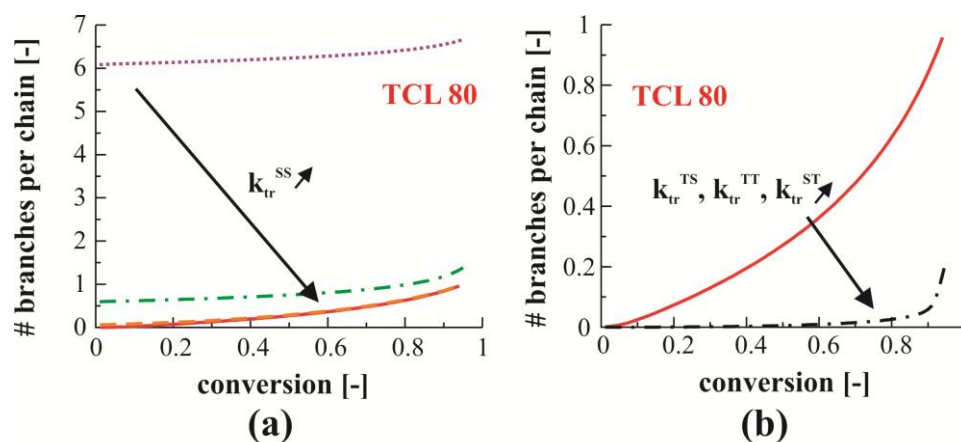 # branches per chain [-]
7
6
5
4
3
2
1
0
TCL 80
k_tr^SS ↗
0 0.2 0.4 0.6 0.8 1
conversion [-]
(a)
# branches per chain [-]
1
0.8
0.6
0.4
0.2
0
TCL 80
k_tr^TS, k_tr^TT, k_tr^ST ↗
0 0.2 0.4 0.6 0.8
conversion [-]
(b)